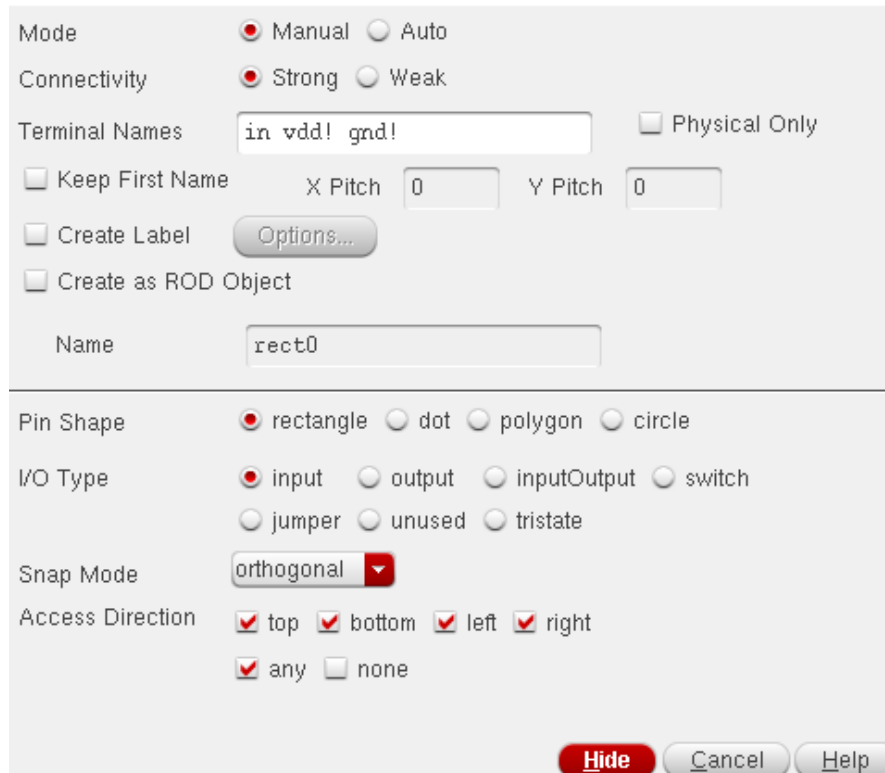 Mode Manual Auto
Connectivity Strong Weak
Terminal Names in vdd! gnd! Physical Only
Keep First Name X Pitch 0 Y Pitch 0
Create Label Options...
Create as ROD Object
Name rect0
Pin Shape rectangle dot polygon circle
I/O Type input output inputOutput switch
jumper unused tristate
Snap Mode orthogonal
Access Direction top bottom left right
any none
Hide Cancel Help